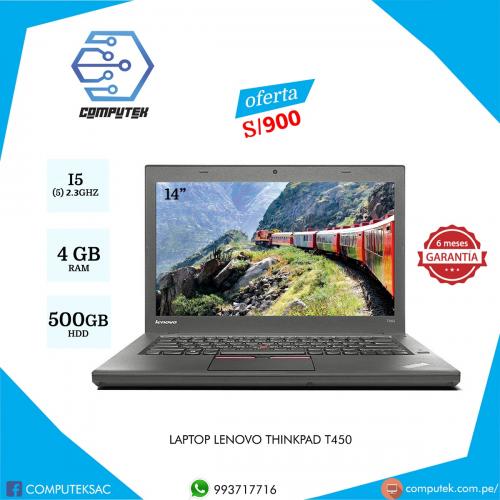 COMPUTEK
oferta
S/900
I5
(5) 2.3GHZ
4 GB
RAM
500GB
HDD
14”
lenovo
6 meses
GARANTÍA
LAPTOP LENOVO THINKPAD T450
COMPUTEKSAC
993717716
computek.com.pe/